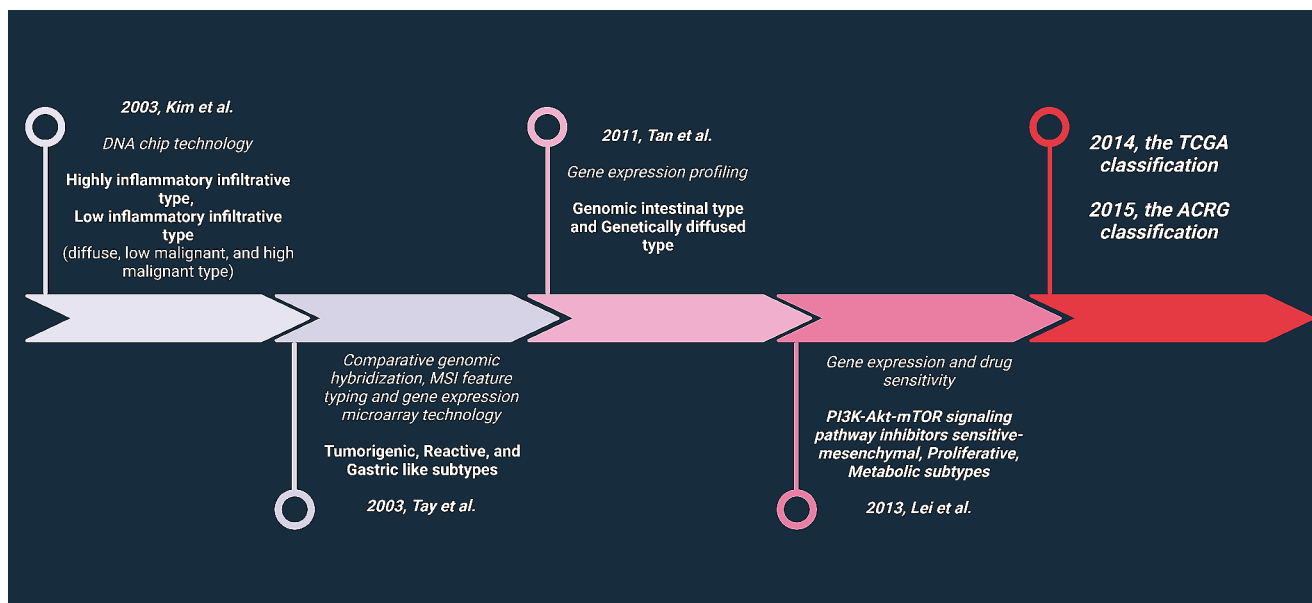 2003, Kim et al.
DNA chip technology
Highly inflammatory infiltrative
type,
Low inflammatory infiltrative
type
(diffuse, low malignant, and high
malignant type)
Comparative genomic
hybridization, MSI feature
typing and gene expression
microarray technology
Tumorigenic, Reactive, and
Gastric like subtypes
2003, Tay et al.
2011, Tan et al.
Gene expression profiling
Genomic intestinal type
and Genetically diffused
type
Gene expression and drug
sensitivity
PI3K-Akt-mTOR signaling
pathway inhibitors sensitive-
mesenchymal, Proliferative,
Metabolic subtypes
2013, Lei et al.
2014, the TCGA
classification
2015, the ACRG
classification